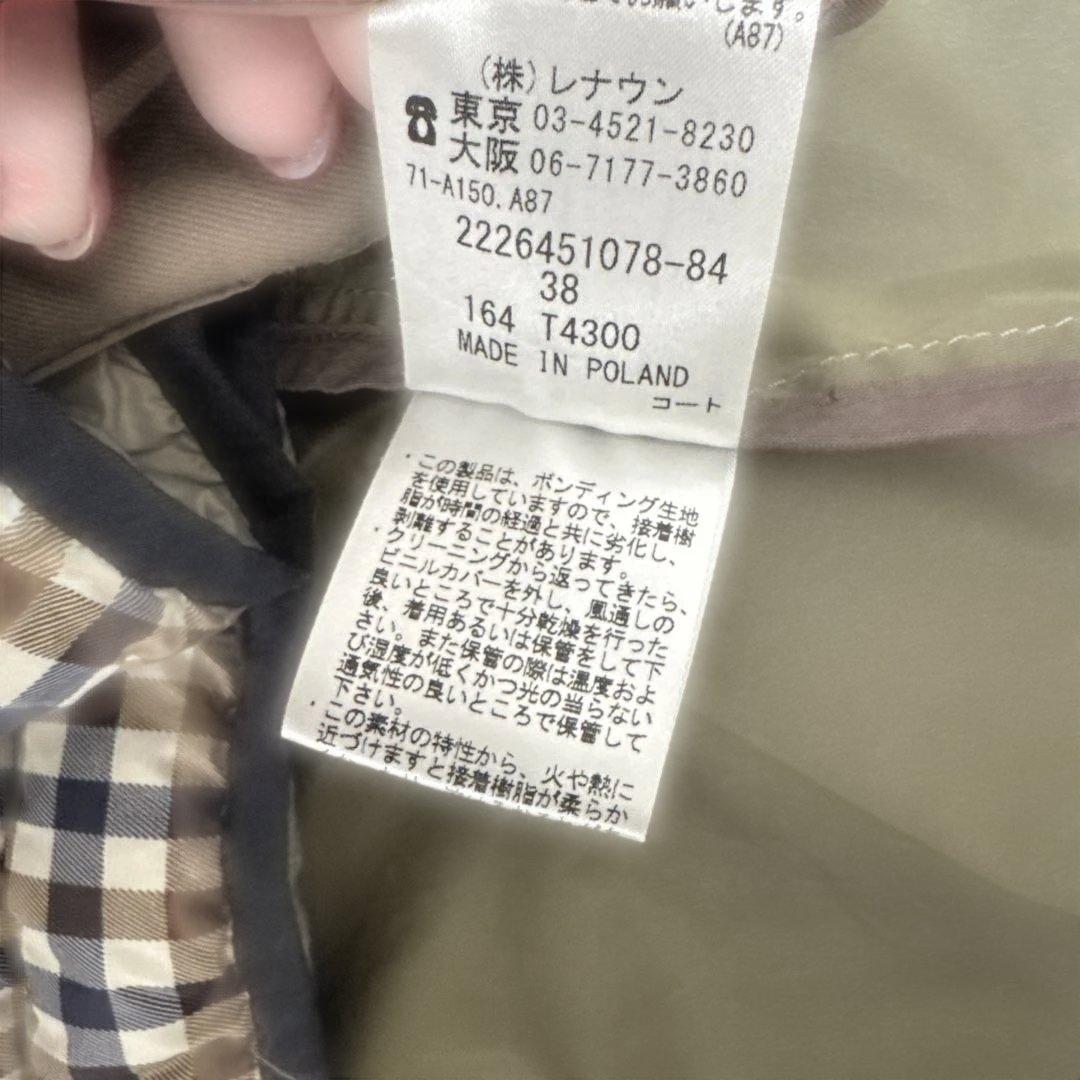 願いします。
(A87)
(株)レナウン
☎ 東京 03-4521-8230
大阪 06-7177-3860
71-A150.A87
2226451078-84
38
164 T4300
MADE IN POLAND
コート
・この製品は、ボンディング生地
を使用していますので、接着樹
脂が時間の経過と共に劣化し、
剥離することがあります。
・クリーニングから返ってきたら、
ビニルカバーを外し、風通しの
良いところで十分乾燥を行った
後、着用あるいは保管をして下
さい。また保管の際は温度およ
び湿度が低くかつ光の当らない
通気性の良いところで保管して
下さい。
・この素材の特性から、火や熱に
近づけますと接着樹脂が柔らか